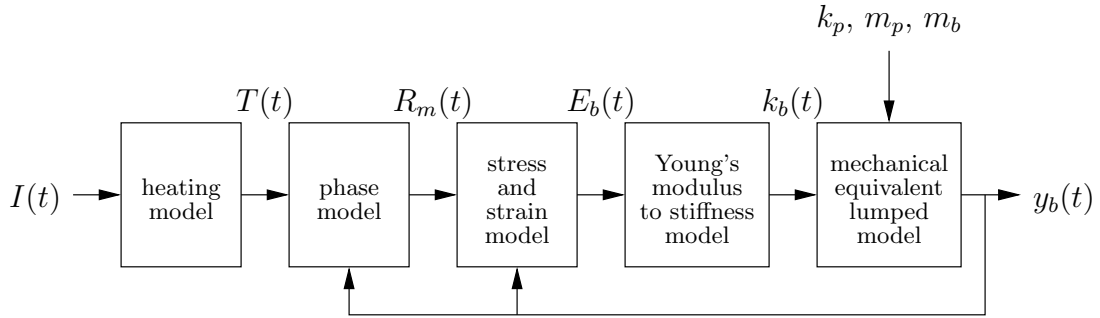 k_p, m_p, m_b
T(t)
R_m(t)
E_b(t)
k_b(t)
I(t)
heating
model
phase
model
stress
and
strain
model
Young's
modulus
to stiffness
model
mechanical
equivalent
lumped
model
y_b(t)